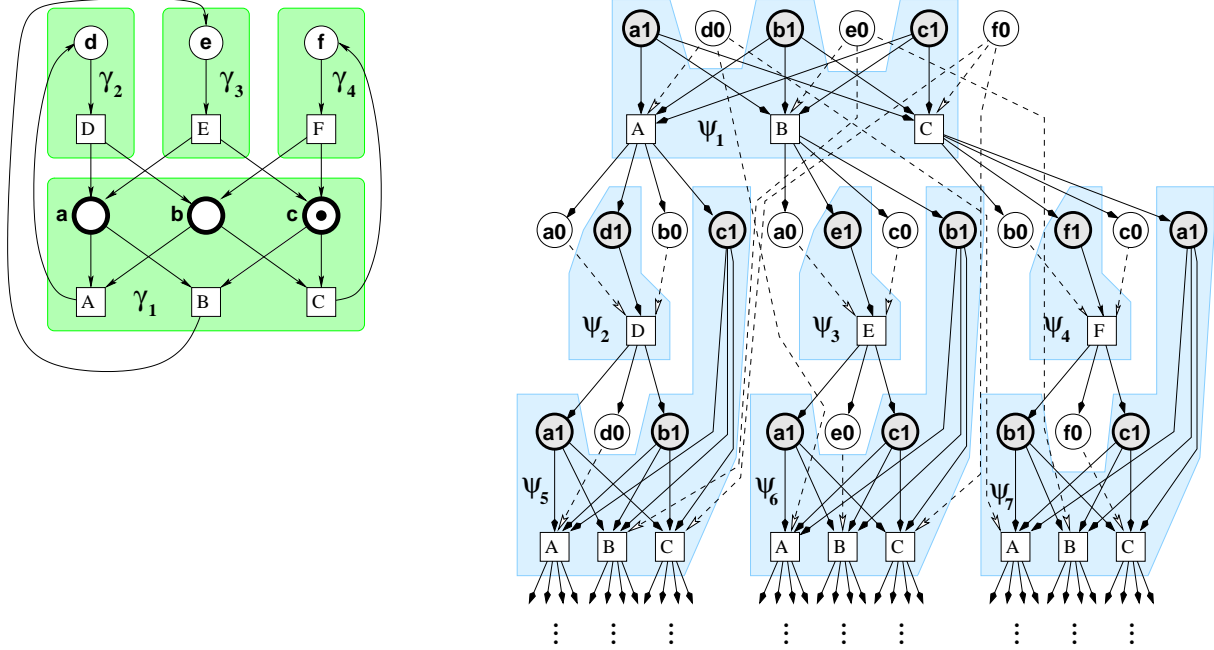 d e f
γ2 γ3 γ4
D E F
a b c
γ1
A B C
a1 d0 b1 e0 c1 f0
A B C
ψ1
a0 d1 b0 c1 a0 e1 c0 b1 b0 f1 c0 a1
ψ2 D ψ3 E ψ4 F
a1 d0 b1 a1 e0 c1 b1 f0 c1
ψ5 ψ6 ψ7
A B C A B C A B C